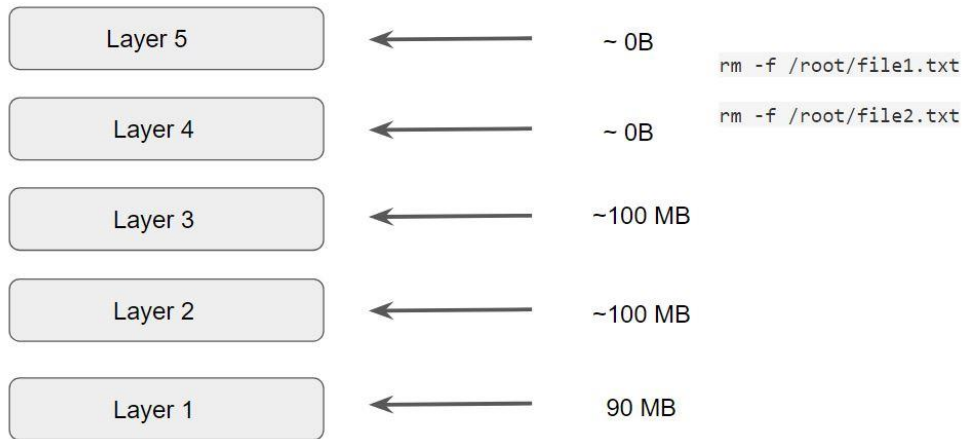 Layer 5 ~ 0B
rm -f /root/file1.txt
Layer 4 ~ 0B
rm -f /root/file2.txt
Layer 3 ~100 MB
Layer 2 ~100 MB
Layer 1 90 MB